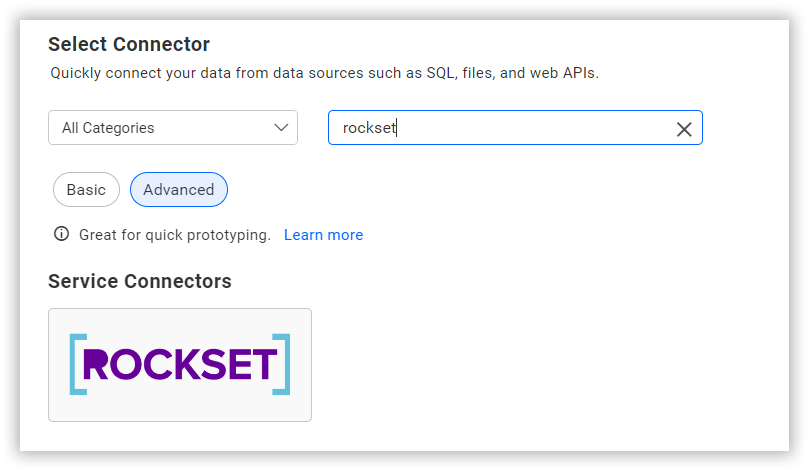 Select Connector
Quickly connect your data from data sources such as SQL, files, and web APIs.
All Categories
rockset
Basic
Advanced
Great for quick prototyping. Learn more
Service Connectors
[ROCKSET]